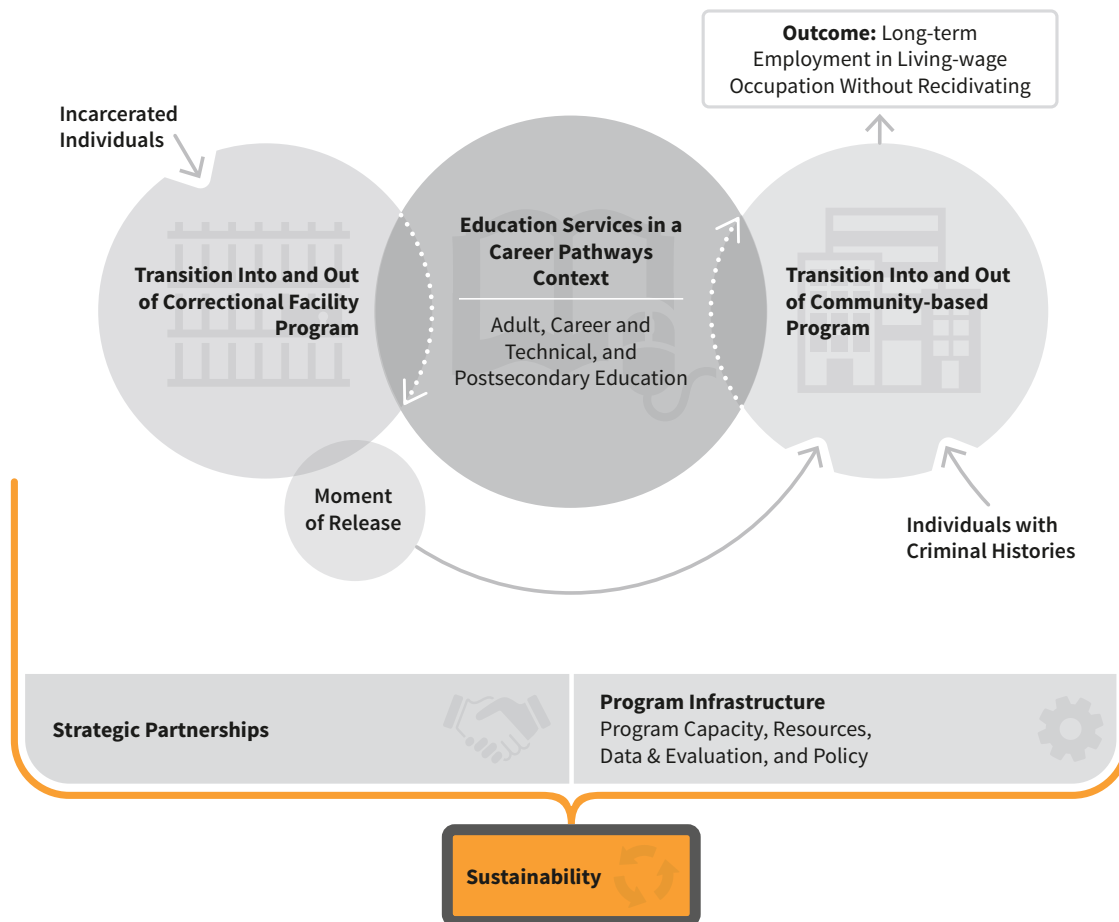 Outcome: Long-term
Employment in Living-wage
Occupation Without Recidivating
Incarcerated
Individuals
Transition Into and Out
of Correctional Facility
Program
Education Services in a
Career Pathways
Context
Adult, Career and
Technical, and
Postsecondary Education
Transition Into and Out
of Community-based
Program
Moment
of Release
Individuals with
Criminal Histories
Strategic Partnerships
Program Infrastructure
Program Capacity, Resources,
Data & Evaluation, and Policy
Sustainability